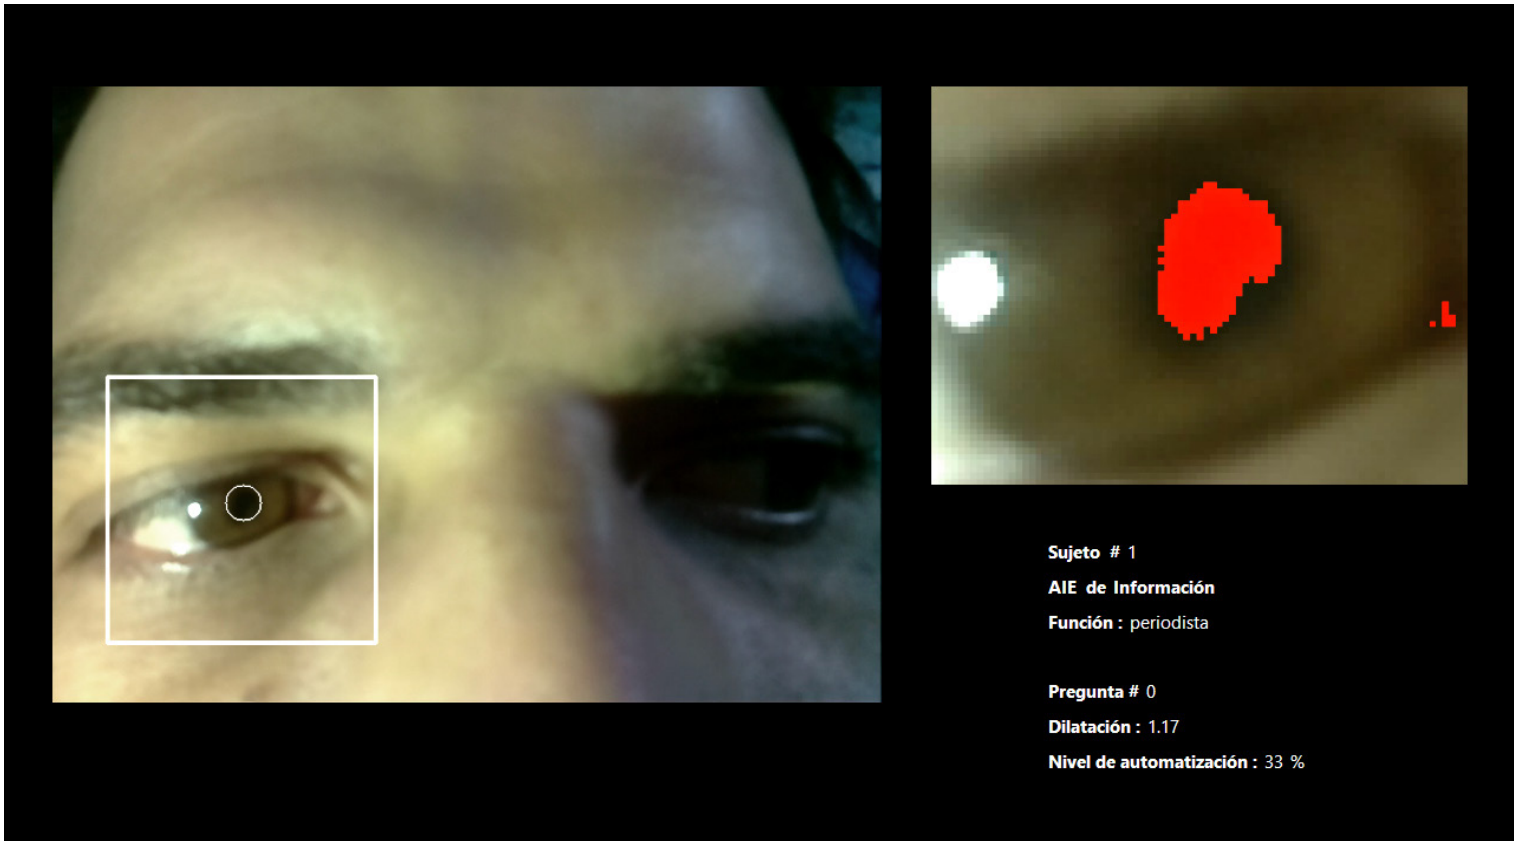 Sujeto # 1
AIE de Información
Función : periodista
Pregunta # 0
Dilatación : 1.17
Nivel de automatización : 33 %